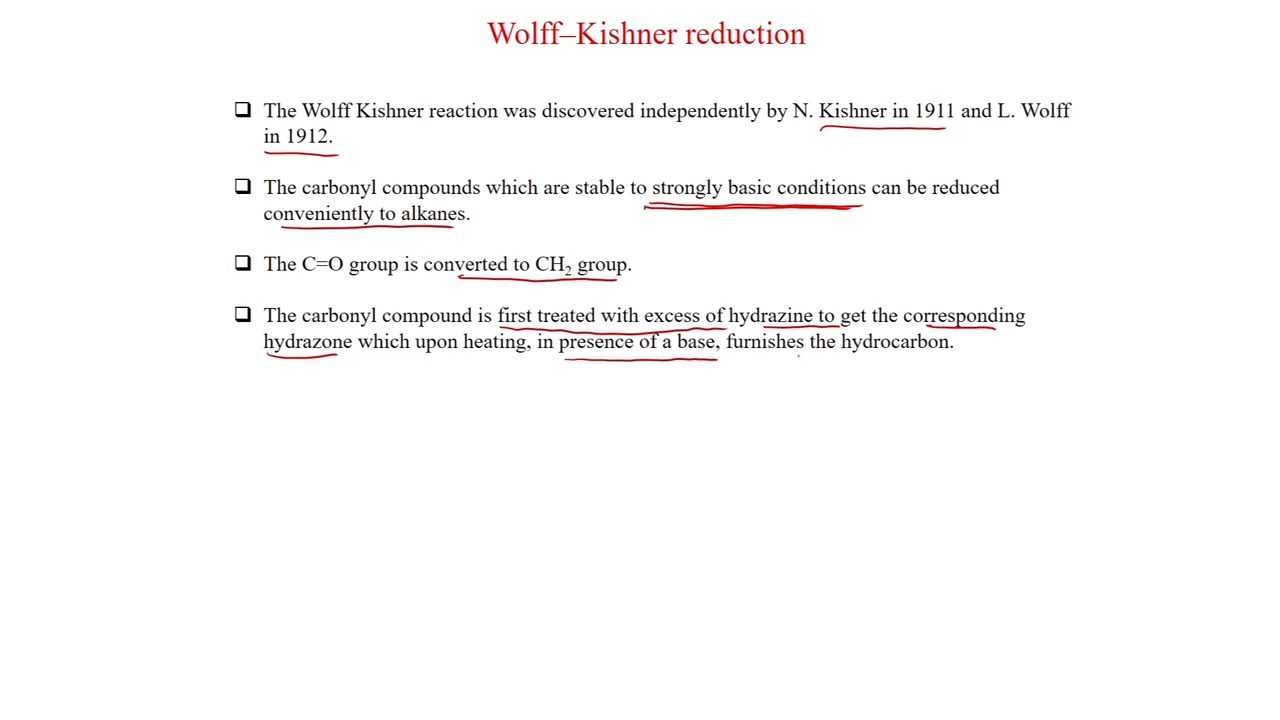 Wolff–Kishner reduction
❑ The Wolff Kishner reaction was discovered independently by N. Kishner in 1911 and L. Wolff
in 1912.
❑ The carbonyl compounds which are stable to strongly basic conditions can be reduced
conveniently to alkanes.
❑ The C=O group is converted to CH₂ group.
❑ The carbonyl compound is first treated with excess of hydrazine to get the corresponding
hydrazone which upon heating, in presence of a base, furnishes the hydrocarbon.